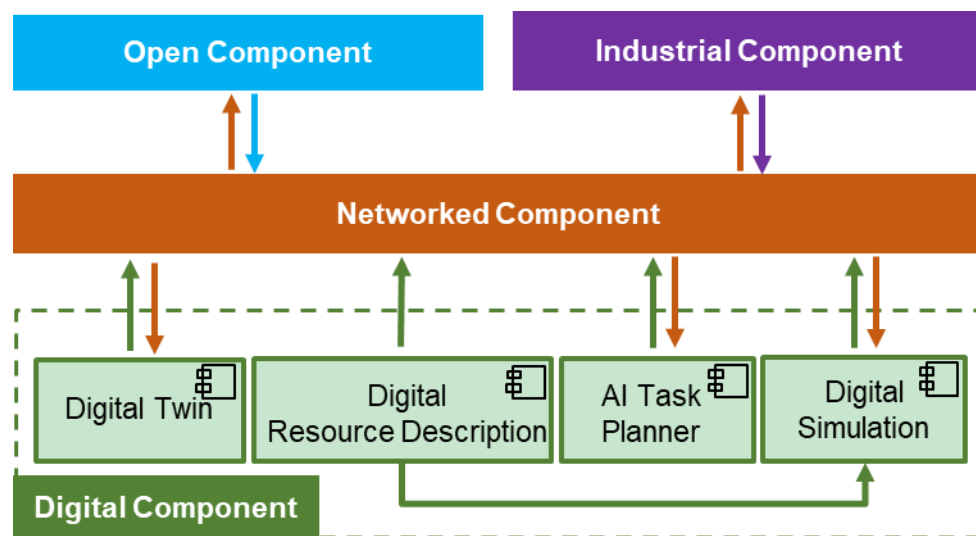 Open Component
Industrial Component
Networked Component
Digital Twin
Digital
Resource Description
AI Task
Planner
Digital
Simulation
Digital Component